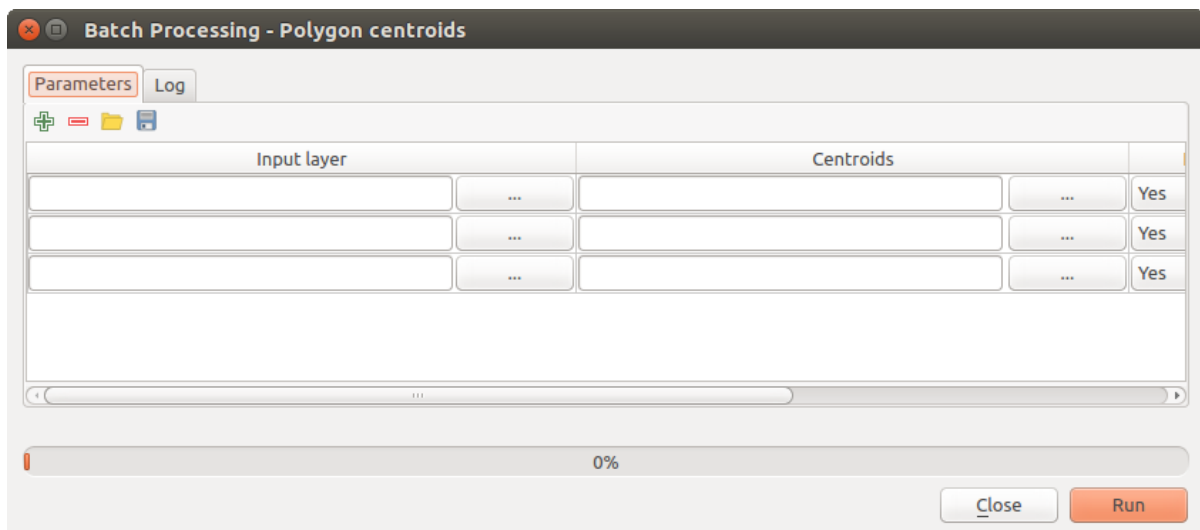 Batch Processing - Polygon centroids
Parameters Log
Input layer Centroids
... ... Yes
... ... Yes
... ... Yes
0%
Close Run